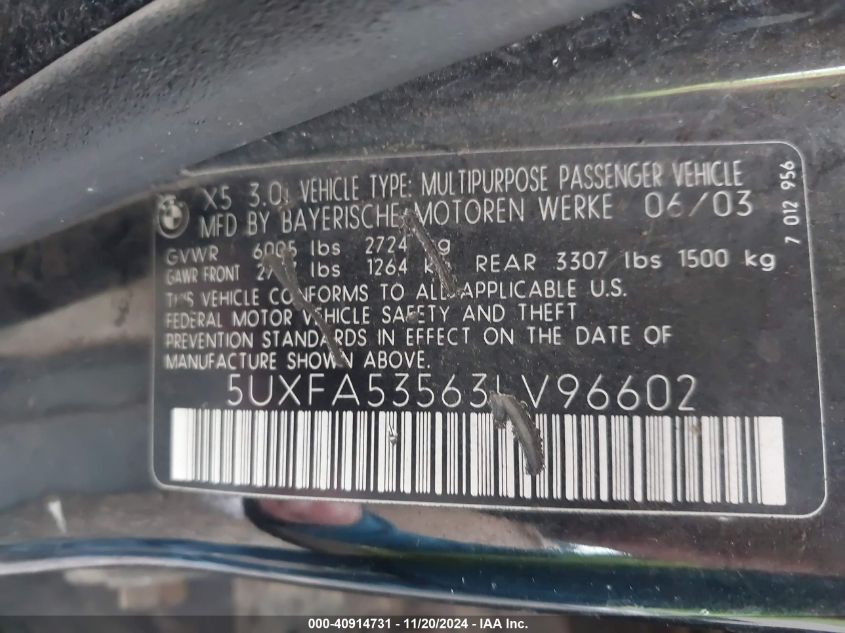 X5 3.0i VEHICLE TYPE: MULTIPURPOSE PASSENGER VEHICLE
MFD BY BAYERISCHE MOTOREN WERKE 06/03
GVWR 6005 lbs 2724 kg
GAWR FRONT lbs 1264 kg REAR 3307 lbs 1500 kg
THIS VEHICLE CONFORMS TO ALL APPLICABLE U.S.
FEDERAL MOTOR VEHICLE SAFETY AND THEFT
PREVENTION STANDARDS IN EFFECT ON THE DATE OF
MANUFACTURE SHOWN ABOVE.
5UXFA53563LV96602
7 012 956
000-40914731 - 11/20/2024 - IAA Inc.